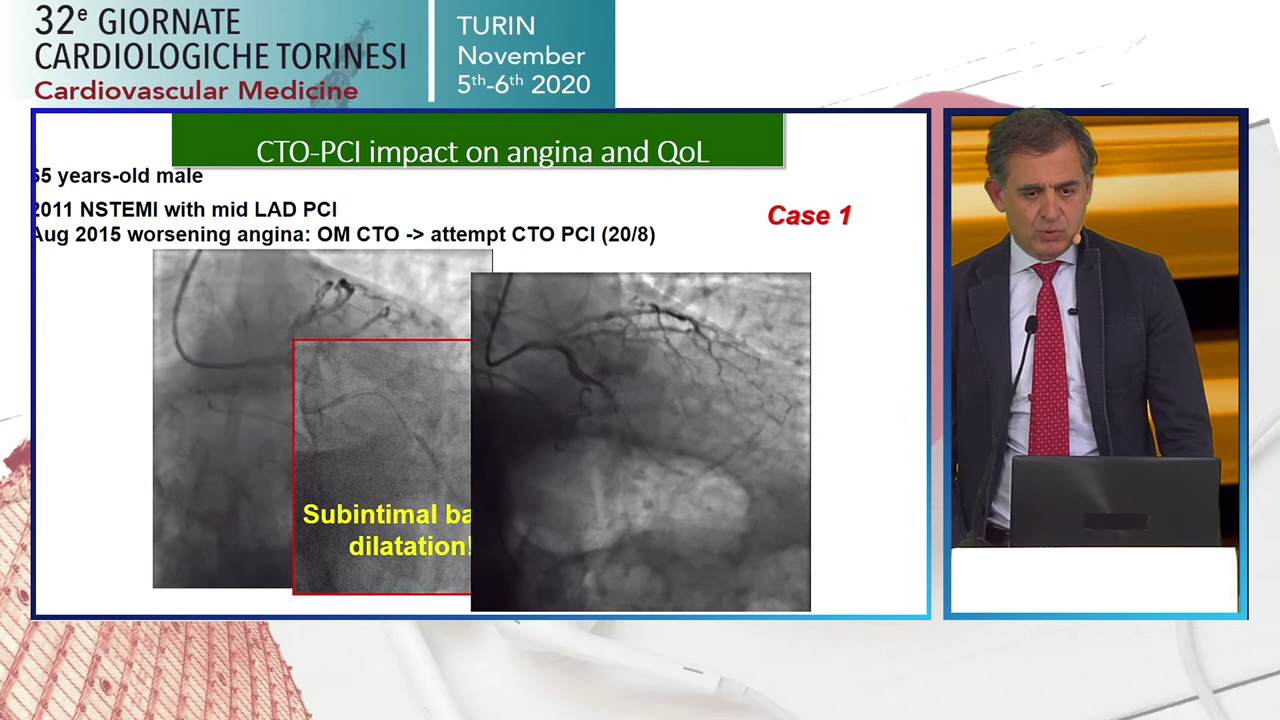 32e GIORNATE
CARDIOLOGICHE TORINESI
Cardiovascular Medicine
TURIN
November
5th-6th 2020
CTO-PCI impact on angina and QoL
65 years-old male
2011 NSTEMI with mid LAD PCI
Aug 2015 worsening angina: OM CTO -> attempt CTO PCI (20/8)
Case 1
Subintimal ba
dilatation!